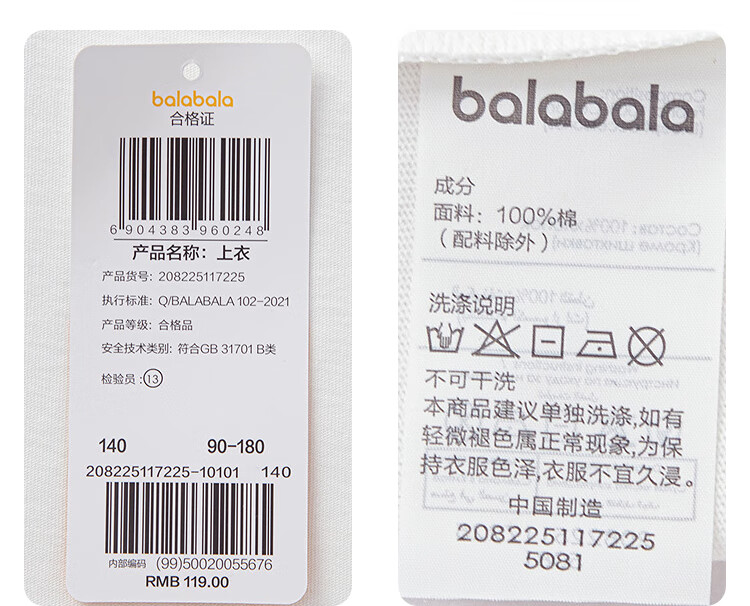 balabala
合格证
6 904383 960248
产品名称: 上衣
产品货号: 208225117225
执行标准: Q/BALABALA 102-2021
产品等级: 合格品
安全技术类别: 符合GB 31701 B类
检验员: 13
140 90-180
208225117225-10101 140
内部编码 (99)50020055676
RMB 119.00
balabala
成分
面料: 100%棉
(配料除外)
洗涤说明
不可干洗
本商品建议单独洗涤,如有
轻微褪色属正常现象,为保
持衣服色泽,衣服不宜久浸。
中国制造
208225117225
5081